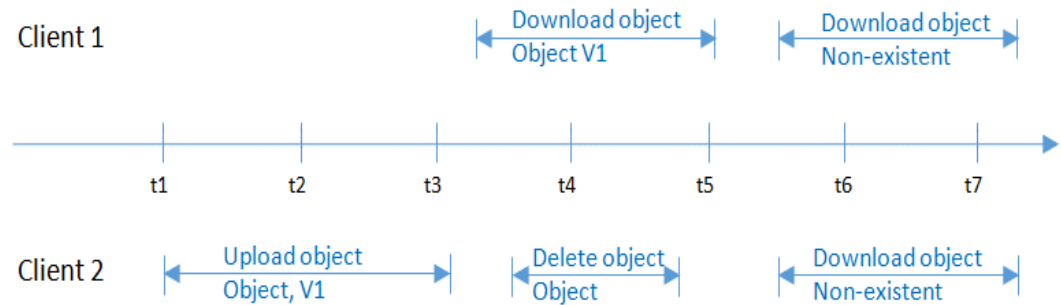 Client 1
Download object
Object V1
Download object
Non-existent
t1
t2
t3
t4
t5
t6
t7
Client 2
Upload object
Object, V1
Delete object
Object
Download object
Non-existent